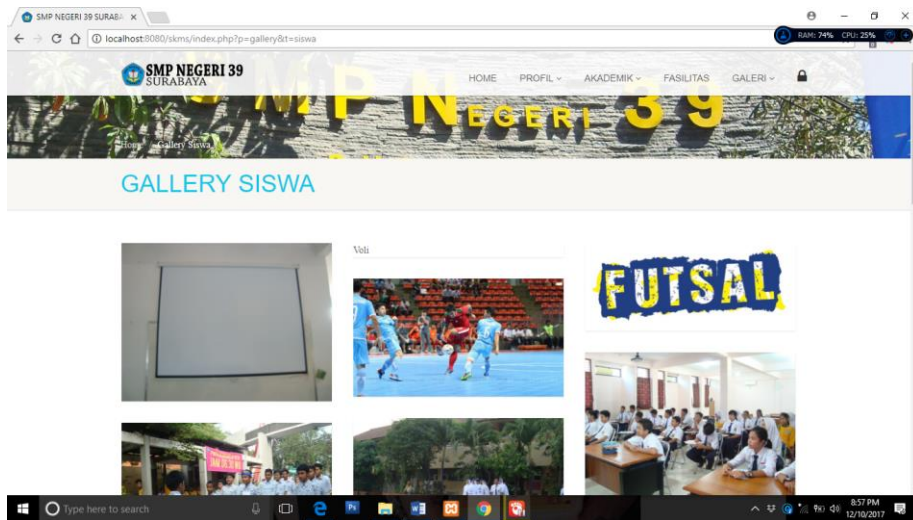 SMP NEGERI 39 SURABA
localhost:8080/skms/index.php?p=gallery&t=siswa
RAM: 74% CPU: 25%
SMP NEGERI 39
SURABAYA
HOME PROFIL AKADEMIK FASILITAS GALERI
SMP NEGERI 39
Home Gallery Siswa
GALLERY SISWA
Voli
FUTSAL
Type here to search
8:57 PM
12/10/2017